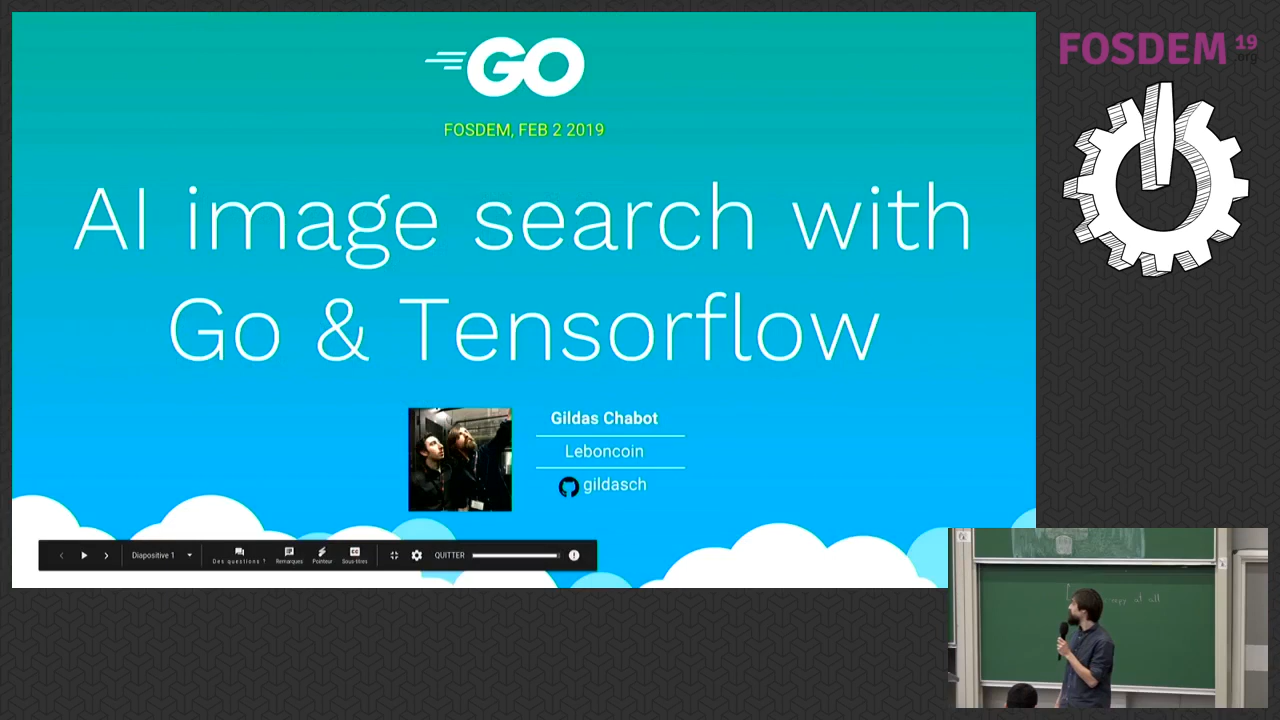 GO
FOSDEM, FEB 2 2019
AI image search with
Go & Tensorflow
Gildas Chabot
Leboncoin
gildasch
Diapositive 1
Des questions ?
Remarques
Pointeur
Sous-titres
QUITTER
FOSDEM 19
.org